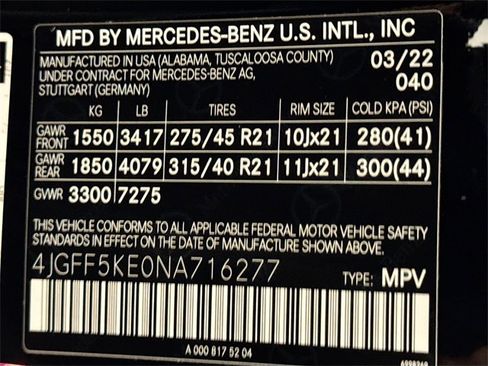 MFD BY MERCEDES-BENZ U.S. INTL., INC
MANUFACTURED IN USA (ALABAMA, TUSCALOOSA COUNTY) 03/22
UNDER CONTRACT FOR MERCEDES-BENZ AG, 040
STUTTGART (GERMANY)
KG LB TIRES RIM SIZE COLD KPA (PSI)
GAWR FRONT 1550 3417 275/45 R21 10Jx21 280(41)
GAWR REAR 1850 4079 315/40 R21 11Jx21 300(44)
GVWR 3300 7275
THIS VEHICLE CONFORMS TO ALL APPLICABLE FEDERAL MOTOR VEHICLE SAFETY
STANDARDS IN EFFECT ON THE DATE OF MANUFACTURE SHOWN ABOVE.
4JGFF5KE0NA716277
TYPE: MPV
A 000 817 52 04